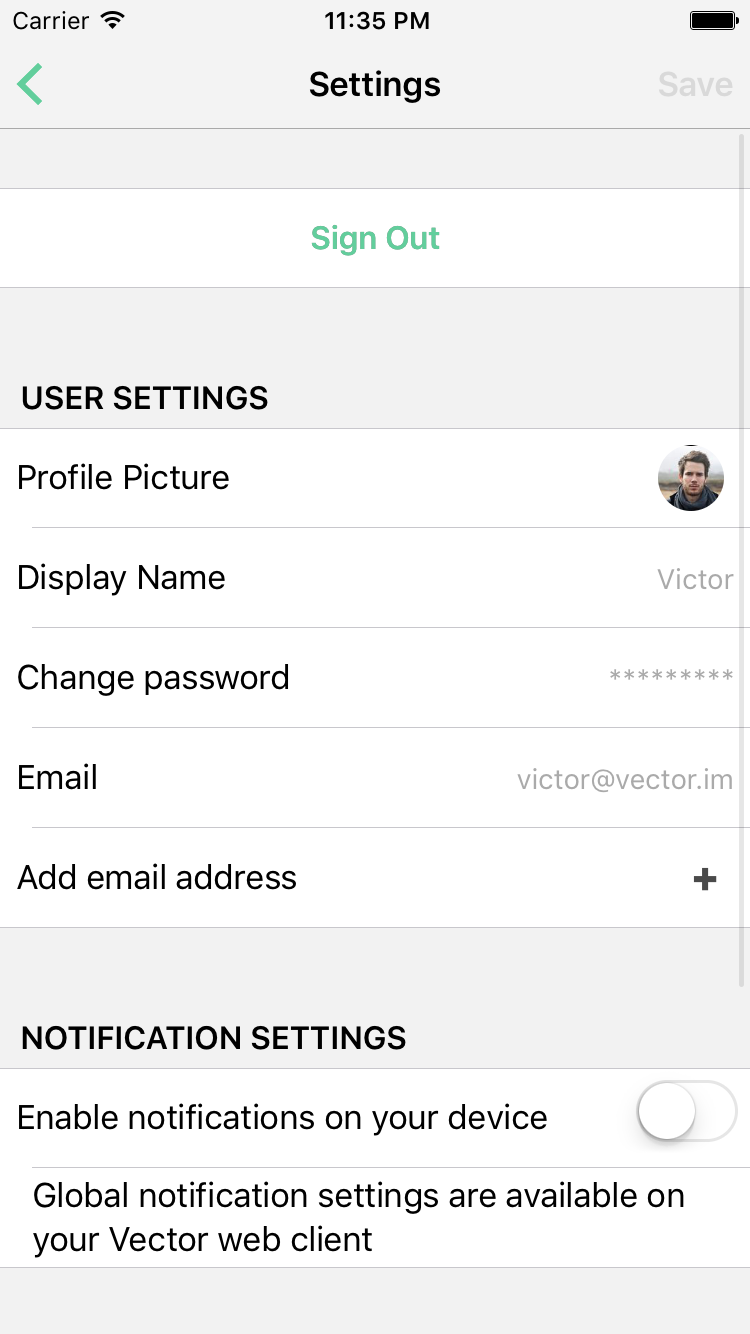 Carrier 11:35 PM
Settings Save
Sign Out
USER SETTINGS
Profile Picture
Display Name Victor
Change password *********
Email victor@vector.im
Add email address +
NOTIFICATION SETTINGS
Enable notifications on your device
Global notification settings are available on
your Vector web client